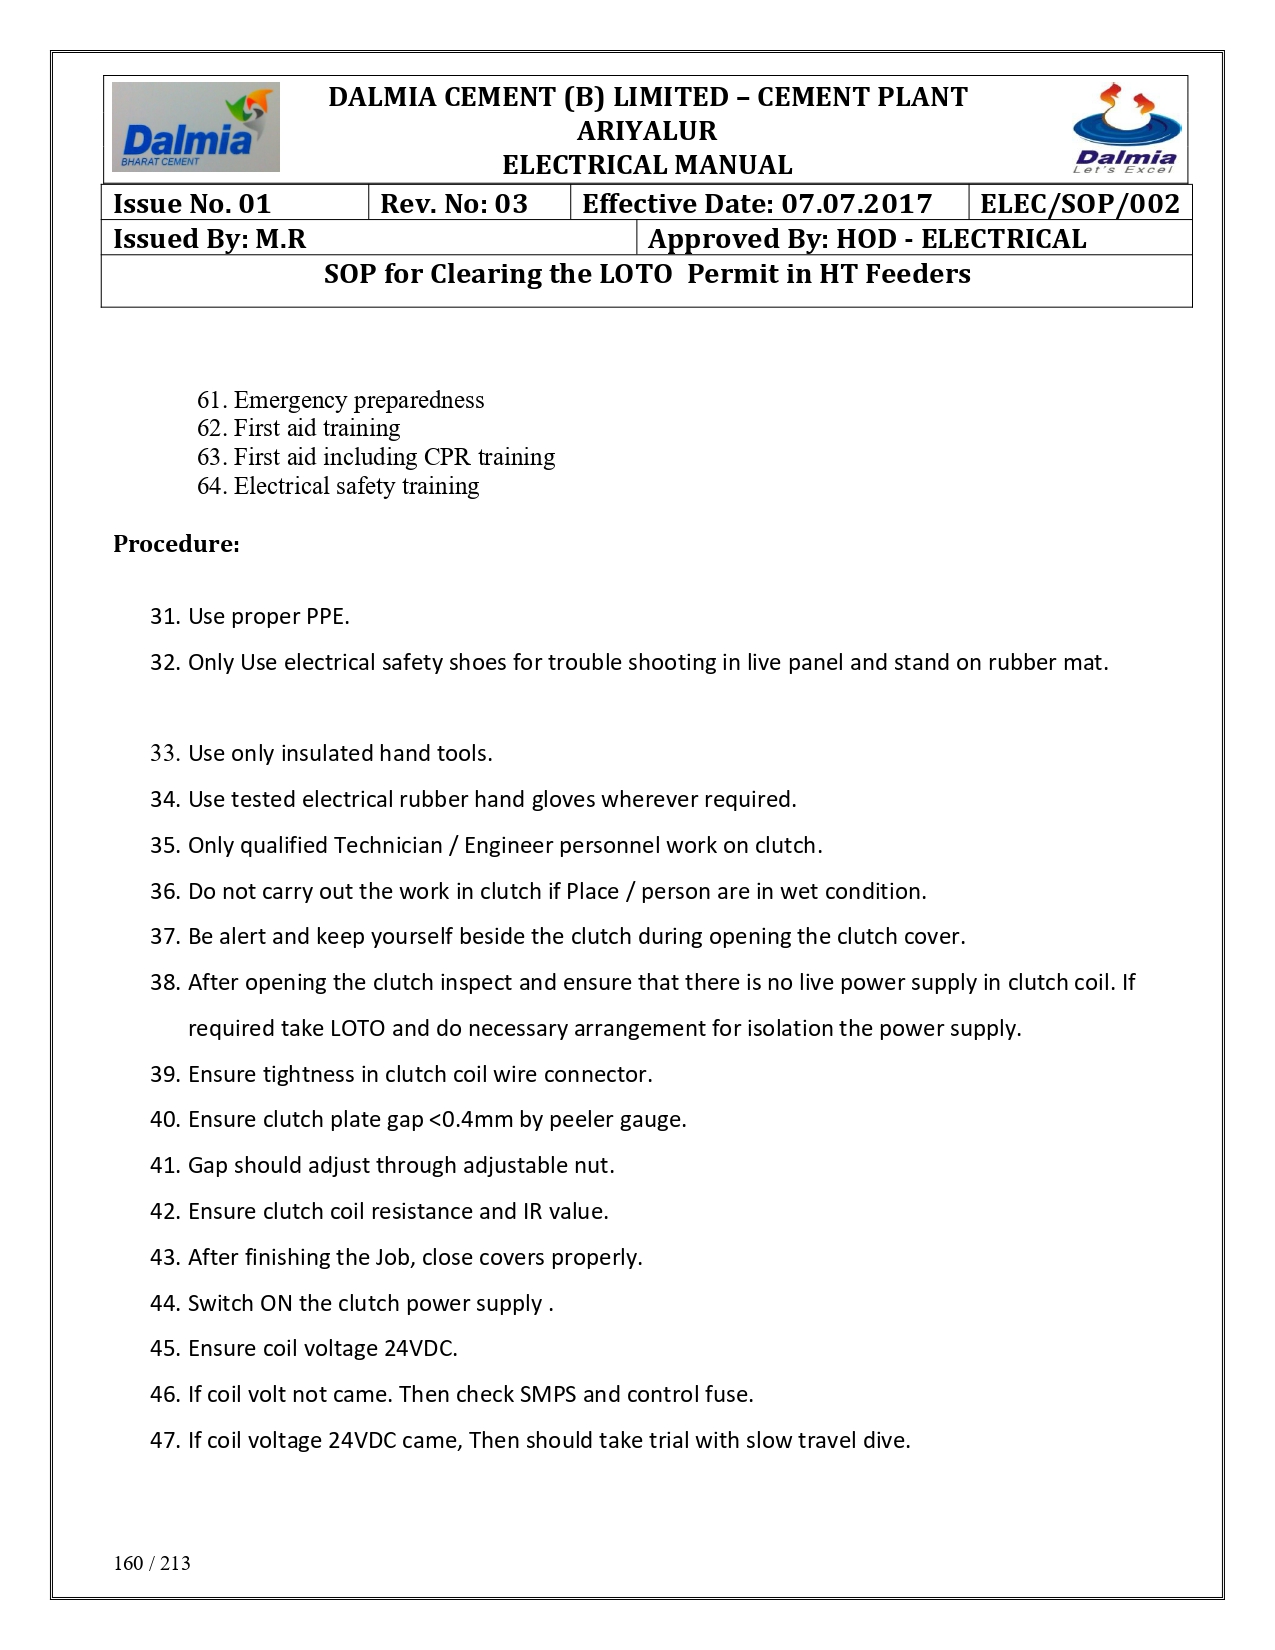 Dalmia
BHARAT CEMENT
DALMIA CEMENT (B) LIMITED – CEMENT PLANT
ARIYALUR
ELECTRICAL MANUAL
Dalmia
Let's Excel
Issue No. 01 Rev. No: 03 Effective Date: 07.07.2017 ELEC/SOP/002
Issued By: M.R Approved By: HOD - ELECTRICAL
SOP for Clearing the LOTO Permit in HT Feeders
61. Emergency preparedness
62. First aid training
63. First aid including CPR training
64. Electrical safety training
Procedure:
31. Use proper PPE.
32. Only Use electrical safety shoes for trouble shooting in live panel and stand on rubber mat.
33. Use only insulated hand tools.
34. Use tested electrical rubber hand gloves wherever required.
35. Only qualified Technician / Engineer personnel work on clutch.
36. Do not carry out the work in clutch if Place / person are in wet condition.
37. Be alert and keep yourself beside the clutch during opening the clutch cover.
38. After opening the clutch inspect and ensure that there is no live power supply in clutch coil. If
required take LOTO and do necessary arrangement for isolation the power supply.
39. Ensure tightness in clutch coil wire connector.
40. Ensure clutch plate gap <0.4mm by peeler gauge.
41. Gap should adjust through adjustable nut.
42. Ensure clutch coil resistance and IR value.
43. After finishing the Job, close covers properly.
44. Switch ON the clutch power supply .
45. Ensure coil voltage 24VDC.
46. If coil volt not came. Then check SMPS and control fuse.
47. If coil voltage 24VDC came, Then should take trial with slow travel dive.
160 / 213